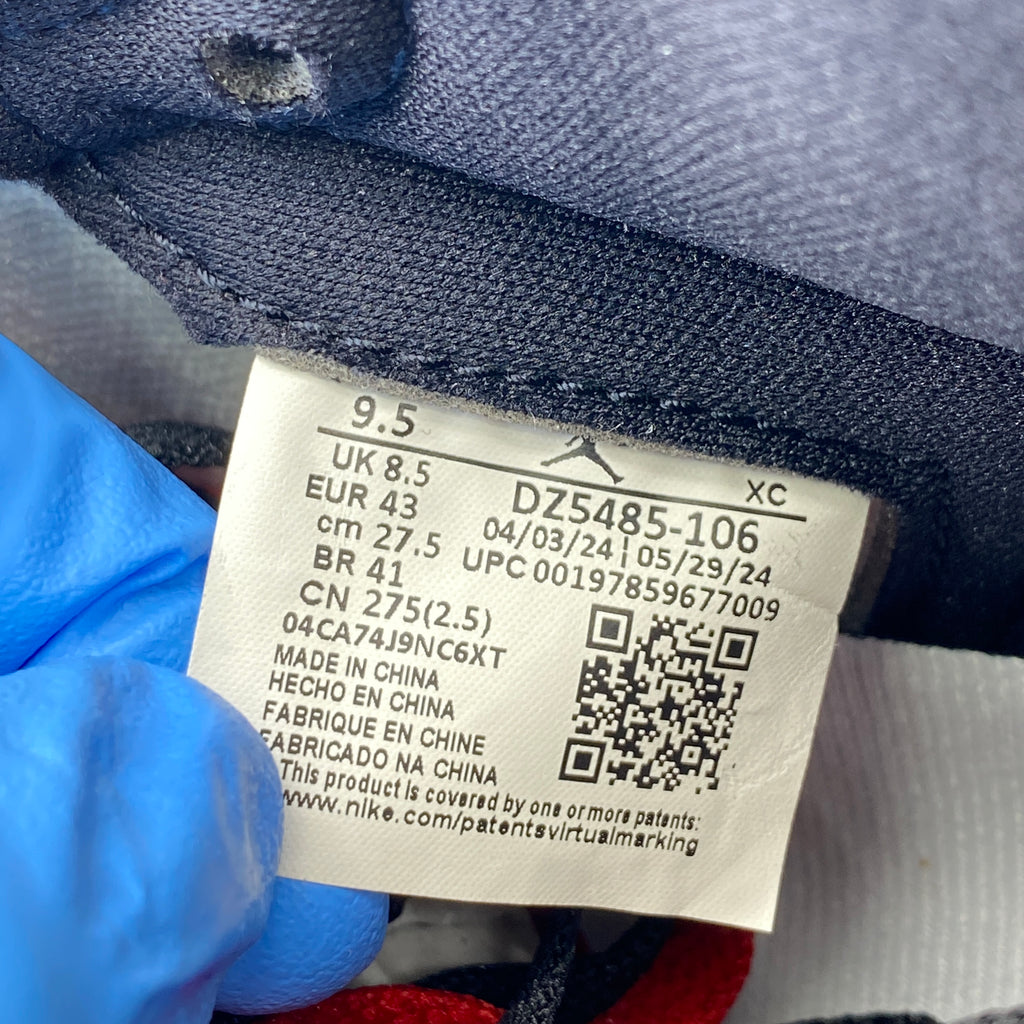 9.5
XC
UK 8.5
EUR 43
cm 27.5
BR 41
CN 275(2.5)
04CA74J9NC6XT
MADE IN CHINA
HECHO EN CHINA
FABRIQUE EN CHINE
FABRICADO NA CHINA
DZ5485-106
04/03/24 | 05/29/24
UPC 00197859677009
This product is covered by one or more patents:
www.nike.com/patentsvirtualmarking